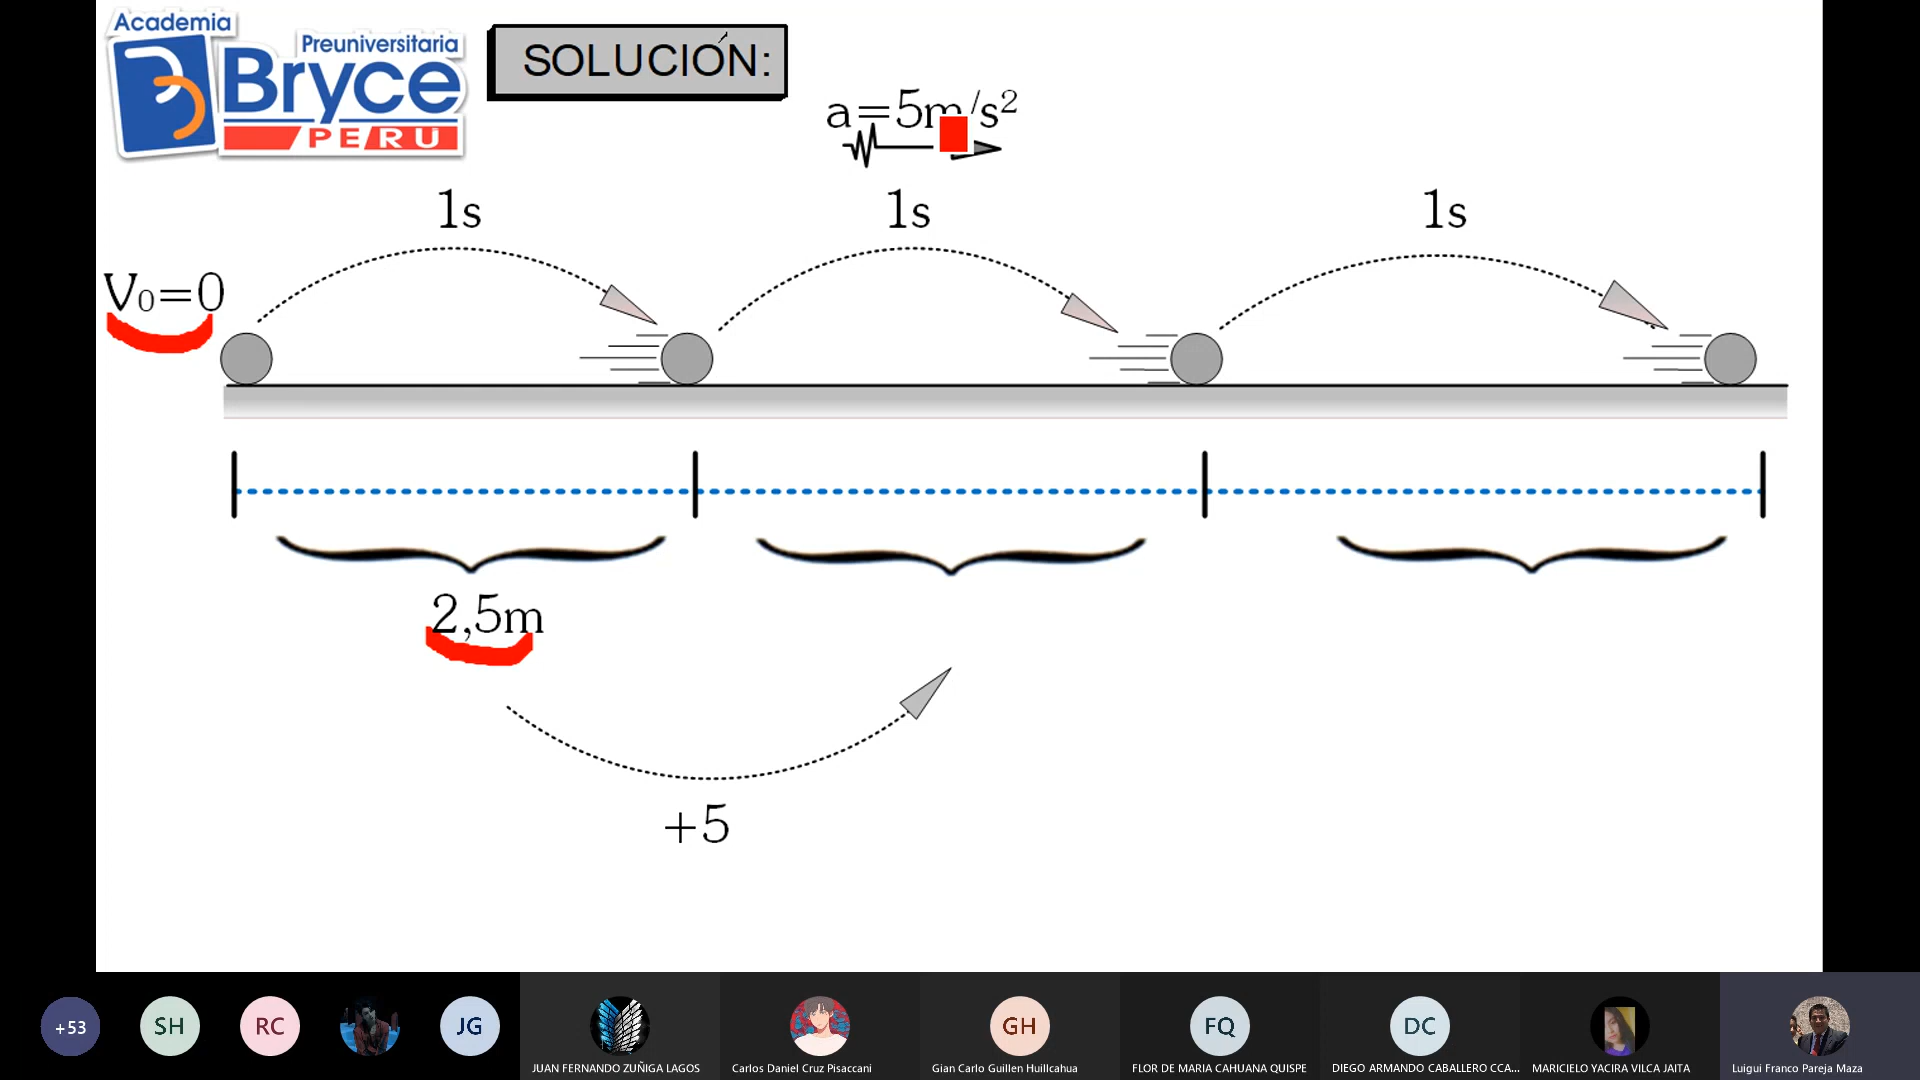 Academia
Preuniversitaria
Bryce
PERU
SOLUCIÓN:
a=5m/s²
1s
1s
1s
V₀=0
2,5m
+5
+53
SH
RC
JG
GH
FQ
DC
JUAN FERNANDO ZUÑIGA LAGOS
Carlos Daniel Cruz Pisaccani
Gian Carlo Guillen Huillcahua
FLOR DE MARIA CAHUANA QUISPE
DIEGO ARMANDO CABALLERO CCA...
MARICIELO YACIRA VILCA JAITA
Luigui Franco Pareja Maza